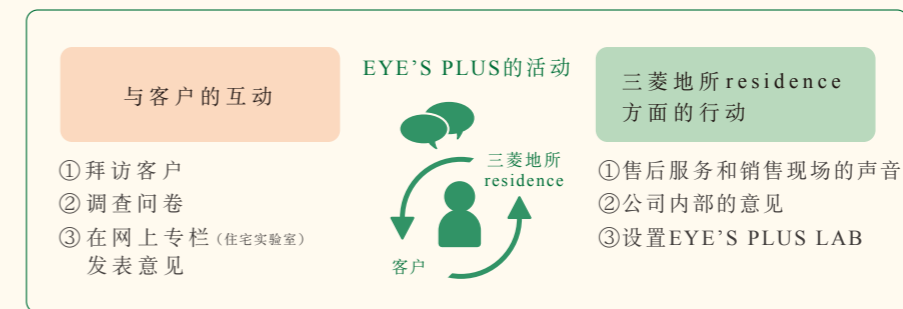 与客户的互动
①拜访客户
②调查问卷
③在网上专栏(住宅实验室)
发表意见
EYE'S PLUS的活动
三菱地所
residence
客户
三菱地所residence
方面的行动
①售后服务和销售现场的声音
②公司内部的意见
③设置EYE'S PLUS LAB